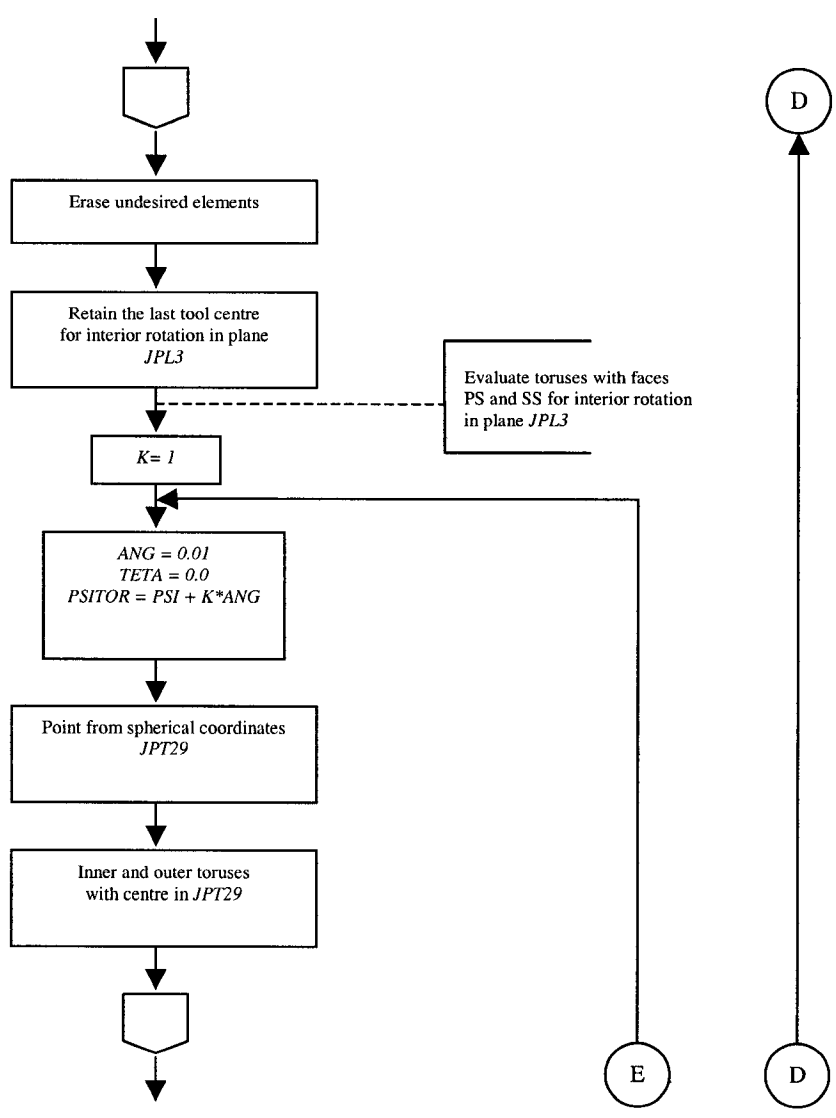 D
Erase undesired elements
Retain the last tool centre
for interior rotation in plane
JPL3
Evaluate toruses with faces
PS and SS for interior rotation
in plane JPL3
K= 1
ANG = 0.01
TETA = 0.0
PSITOR = PSI + K*ANG
Point from spherical coordinates
JPT29
Inner and outer toruses
with centre in JPT29
E
D